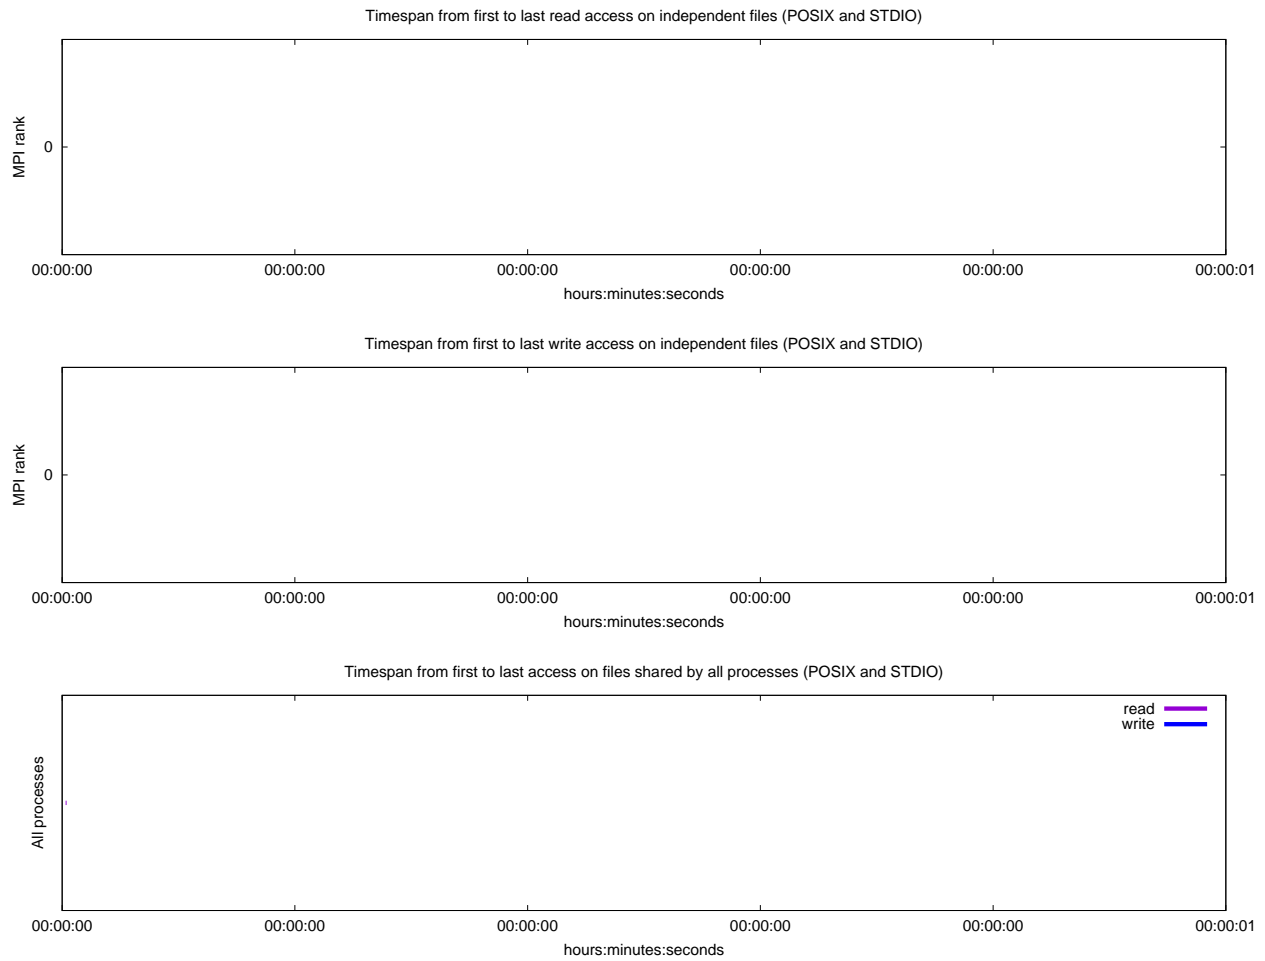 Timespan from first to last read access on independent files (POSIX and STDIO)
MPI rank
0
00:00:00 00:00:00 00:00:00 00:00:00 00:00:00 00:00:01
hours:minutes:seconds
Timespan from first to last write access on independent files (POSIX and STDIO)
MPI rank
0
00:00:00 00:00:00 00:00:00 00:00:00 00:00:00 00:00:01
hours:minutes:seconds
Timespan from first to last access on files shared by all processes (POSIX and STDIO)
read
write
All processes
00:00:00 00:00:00 00:00:00 00:00:00 00:00:00 00:00:01
hours:minutes:seconds